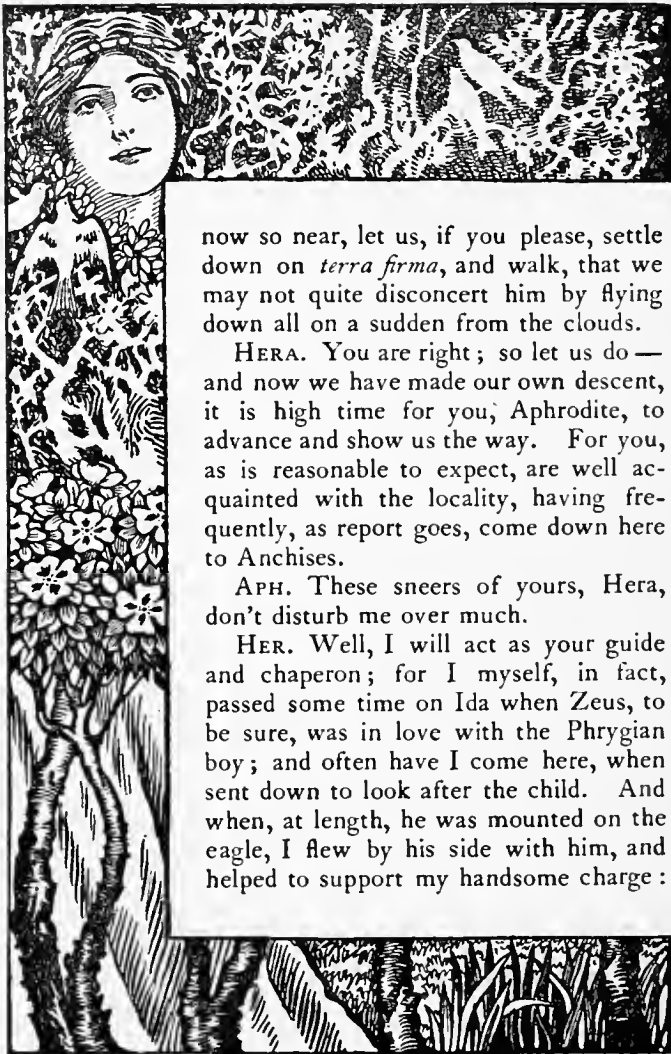 now so near, let us, if you please, settle
down on terra firma, and walk, that we
may not quite disconcert him by flying
down all on a sudden from the clouds.
HERA. You are right; so let us do —
and now we have made our own descent,
it is high time for you, Aphrodite, to
advance and show us the way. For you,
as is reasonable to expect, are well ac-
quainted with the locality, having fre-
quently, as report goes, come down here
to Anchises.
APH. These sneers of yours, Hera,
don't disturb me over much.
HER. Well, I will act as your guide
and chaperon; for I myself, in fact,
passed some time on Ida when Zeus, to
be sure, was in love with the Phrygian
boy; and often have I come here, when
sent down to look after the child. And
when, at length, he was mounted on the
eagle, I flew by his side with him, and
helped to support my handsome charge: